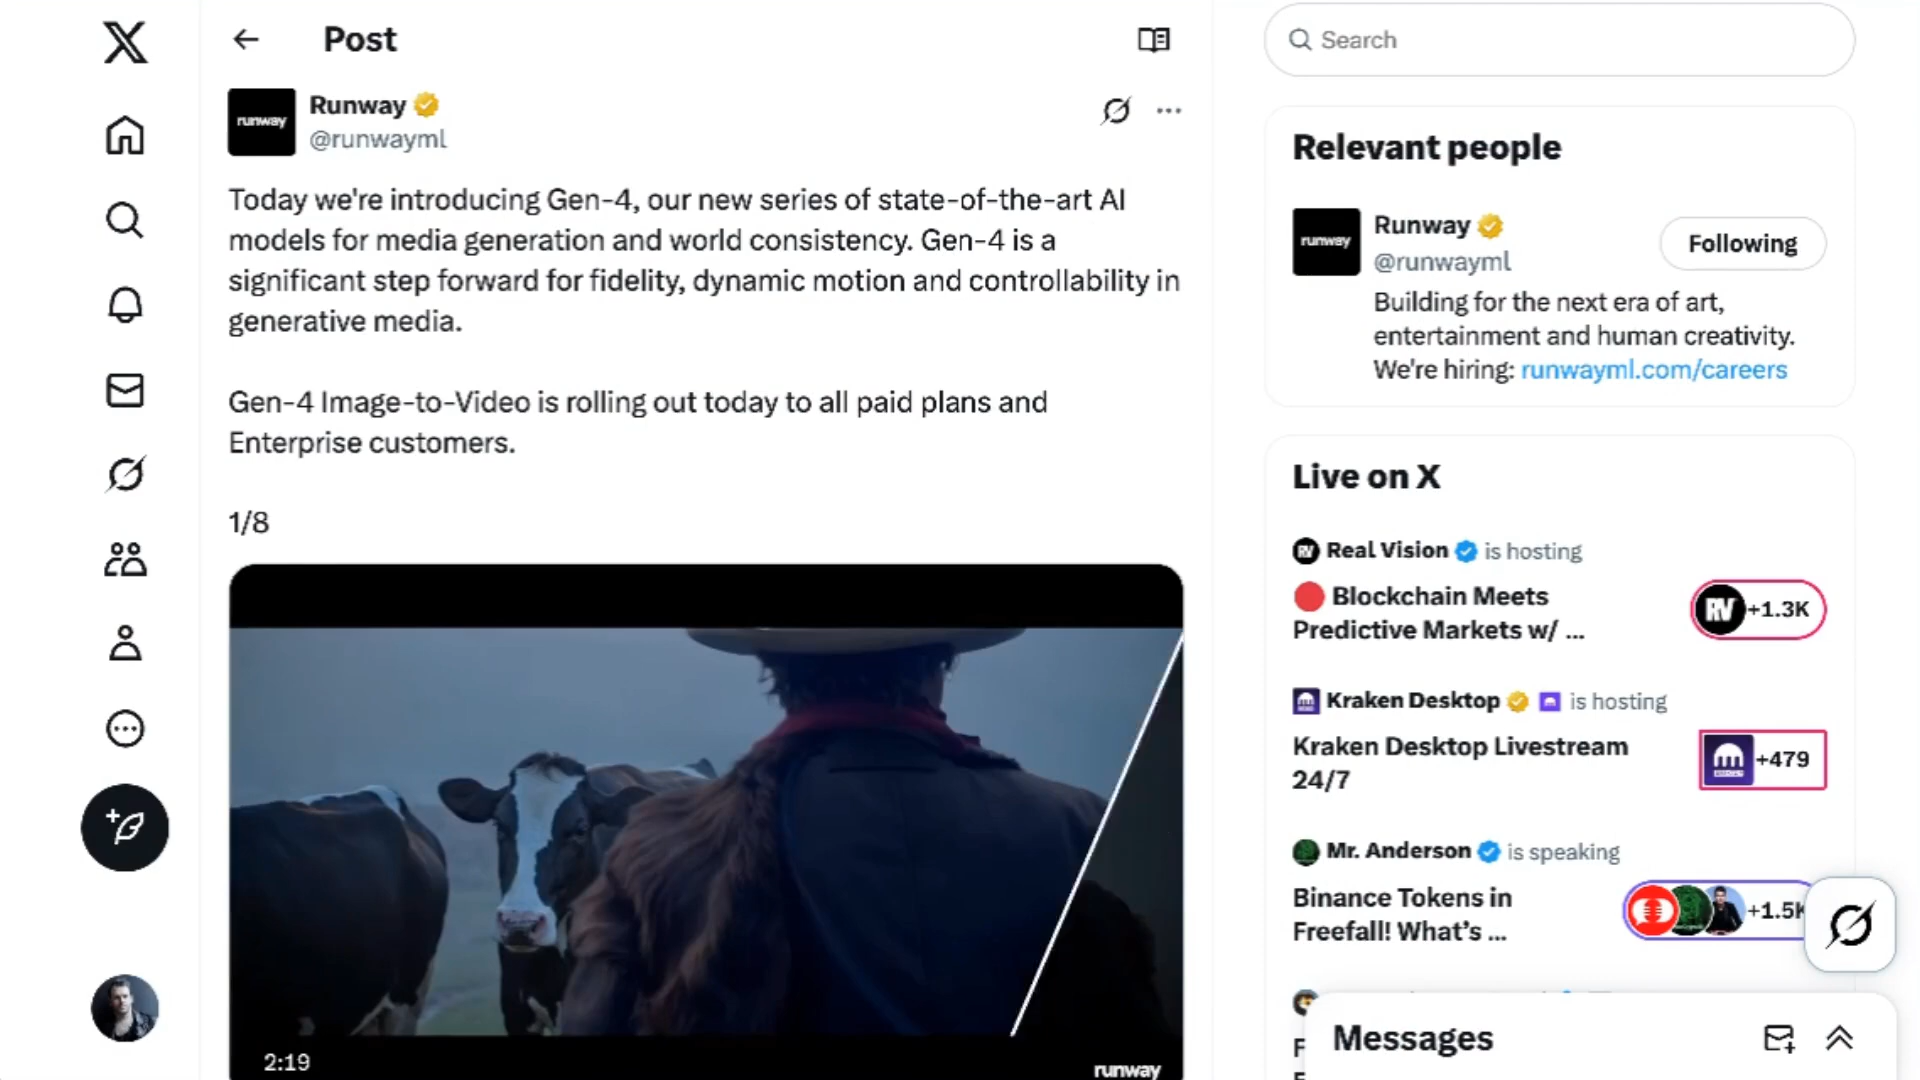 Post
Search
runway
Runway
@runwayml
Today we're introducing Gen-4, our new series of state-of-the-art AI
models for media generation and world consistency. Gen-4 is a
significant step forward for fidelity, dynamic motion and controllability in
generative media.
Gen-4 Image-to-Video is rolling out today to all paid plans and
Enterprise customers.
1/8
2:19
runway
Relevant people
runway
Runway
@runwayml
Following
Building for the next era of art,
entertainment and human creativity.
We're hiring: runwayml.com/careers
Live on X
RV Real Vision is hosting
Blockchain Meets
Predictive Markets w/ ...
RV +1.3K
Kraken Desktop is hosting
Kraken Desktop Livestream
24/7
+479
Mr. Anderson is speaking
Binance Tokens in
Freefall! What's ...
+1.5K
Messages